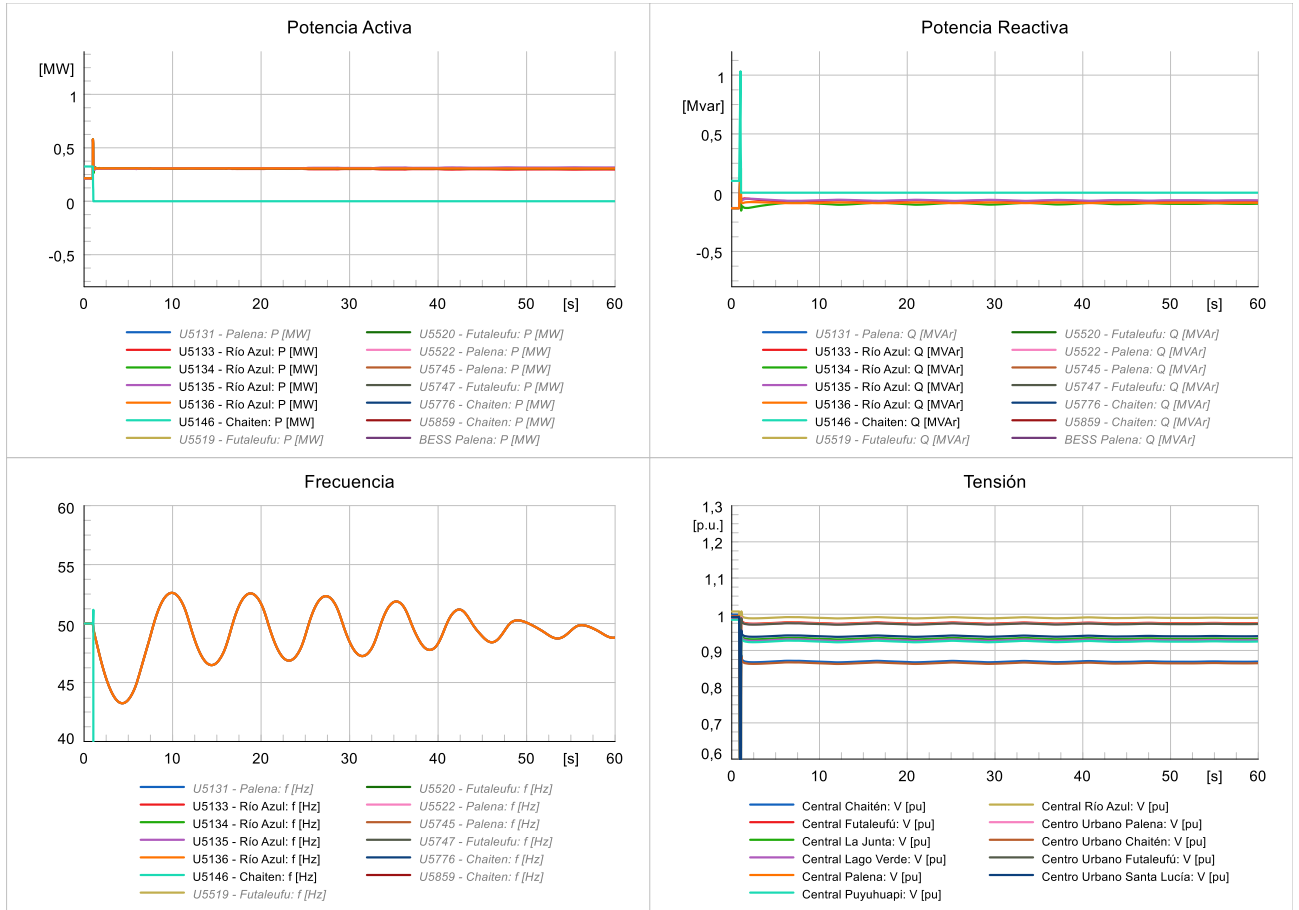 Potencia Activa
[MW]
1
0,5
0
-0,5
0 10 20 30 40 [s] 60
U5131 - Palena: P [MW]
U5133 - Río Azul: P [MW]
U5134 - Río Azul: P [MW]
U5135 - Río Azul: P [MW]
U5136 - Río Azul: P [MW]
U5146 - Chaiten: P [MW]
U5519 - Futaleufu: P [MW]
U5520 - Futaleufu: P [MW]
U5522 - Palena: P [MW]
U5745 - Palena: P [MW]
U5747 - Futaleufu: P [MW]
U5776 - Chaiten: P [MW]
U5859 - Chaiten: P [MW]
BESS Palena: P [MW]
Potencia Reactiva
1
[Mvar]
0,5
0
-0,5
0 10 20 30 40 [s] 60
U5131 - Palena: Q [MVAr]
U5133 - Río Azul: Q [MVAr]
U5134 - Río Azul: Q [MVAr]
U5135 - Río Azul: Q [MVAr]
U5136 - Río Azul: Q [MVAr]
U5146 - Chaiten: Q [MVAr]
U5519 - Futaleufu: Q [MVAr]
U5520 - Futaleufu: Q [MVAr]
U5522 - Palena: Q [MVAr]
U5745 - Palena: Q [MVAr]
U5747 - Futaleufu: Q [MVAr]
U5776 - Chaiten: Q [MVAr]
U5859 - Chaiten: Q [MVAr]
BESS Palena: Q [MVAr]
Frecuencia
60
55
50
45
40
0 10 20 30 40 [s] 60
U5131 - Palena: f [Hz]
U5133 - Río Azul: f [Hz]
U5134 - Río Azul: f [Hz]
U5135 - Río Azul: f [Hz]
U5136 - Río Azul: f [Hz]
U5146 - Chaiten: f [Hz]
U5519 - Futaleufu: f [Hz]
U5520 - Futaleufu: f [Hz]
U5522 - Palena: f [Hz]
U5745 - Palena: f [Hz]
U5747 - Futaleufu: f [Hz]
U5776 - Chaiten: f [Hz]
U5859 - Chaiten: f [Hz]
Tensión
1,3
[p.u.]
1,2
1,1
1
0,9
0,8
0,7
0,6
0 10 20 30 40 [s] 60
Central Chaitén: V [pu]
Central Futaleufú: V [pu]
Central La Junta: V [pu]
Central Lago Verde: V [pu]
Central Palena: V [pu]
Central Puyuhuapi: V [pu]
Central Río Azul: V [pu]
Centro Urbano Palena: V [pu]
Centro Urbano Chaitén: V [pu]
Centro Urbano Futaleufú: V [pu]
Centro Urbano Santa Lucía: V [pu]